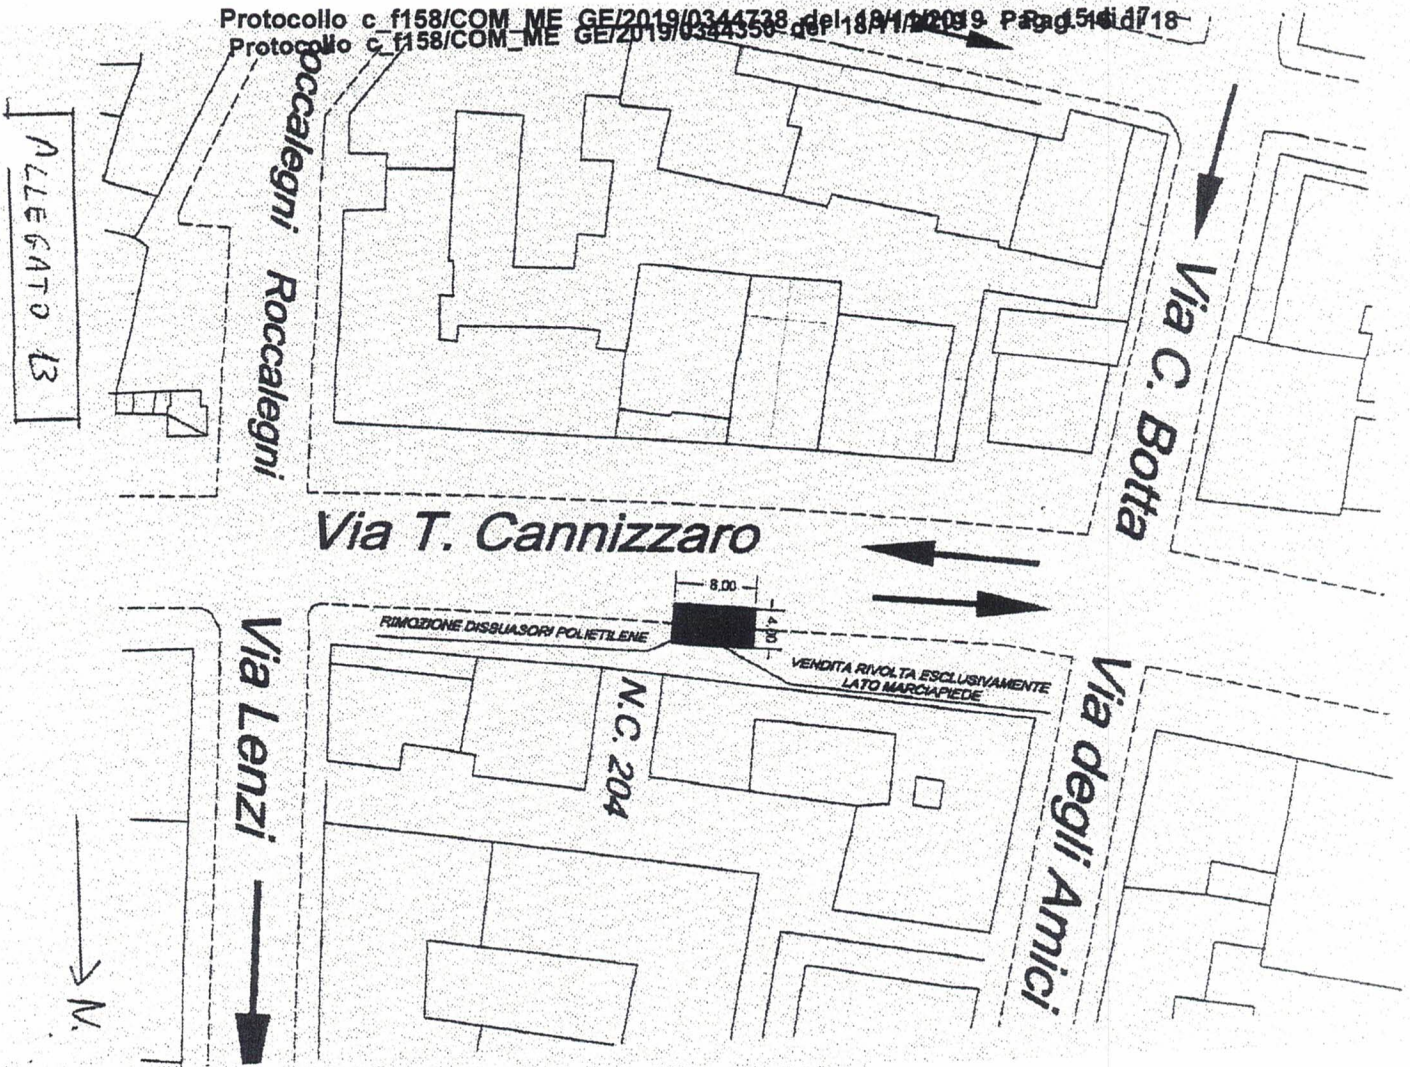 Protocollo c_f158/COM_ME GE/2019/0344738 del 18/11/2019 - Pag. 15 di 17
Protocollo c_f158/COM_ME GE/2019/0344350 del 18/11/2019 - Pag. 16 di 18
ALLEGATO 13
Roccalegni
Roccalegni
Via C. Botta
Via T. Cannizzaro
8,00
4,00
RIMOZIONE DISSUASORI POLIETILENE
VENDITA RIVOLTA ESCLUSIVAMENTE
LATO MARCIAPIEDE
Via Lenzi
N.C. 204
Via degli Amici
N.